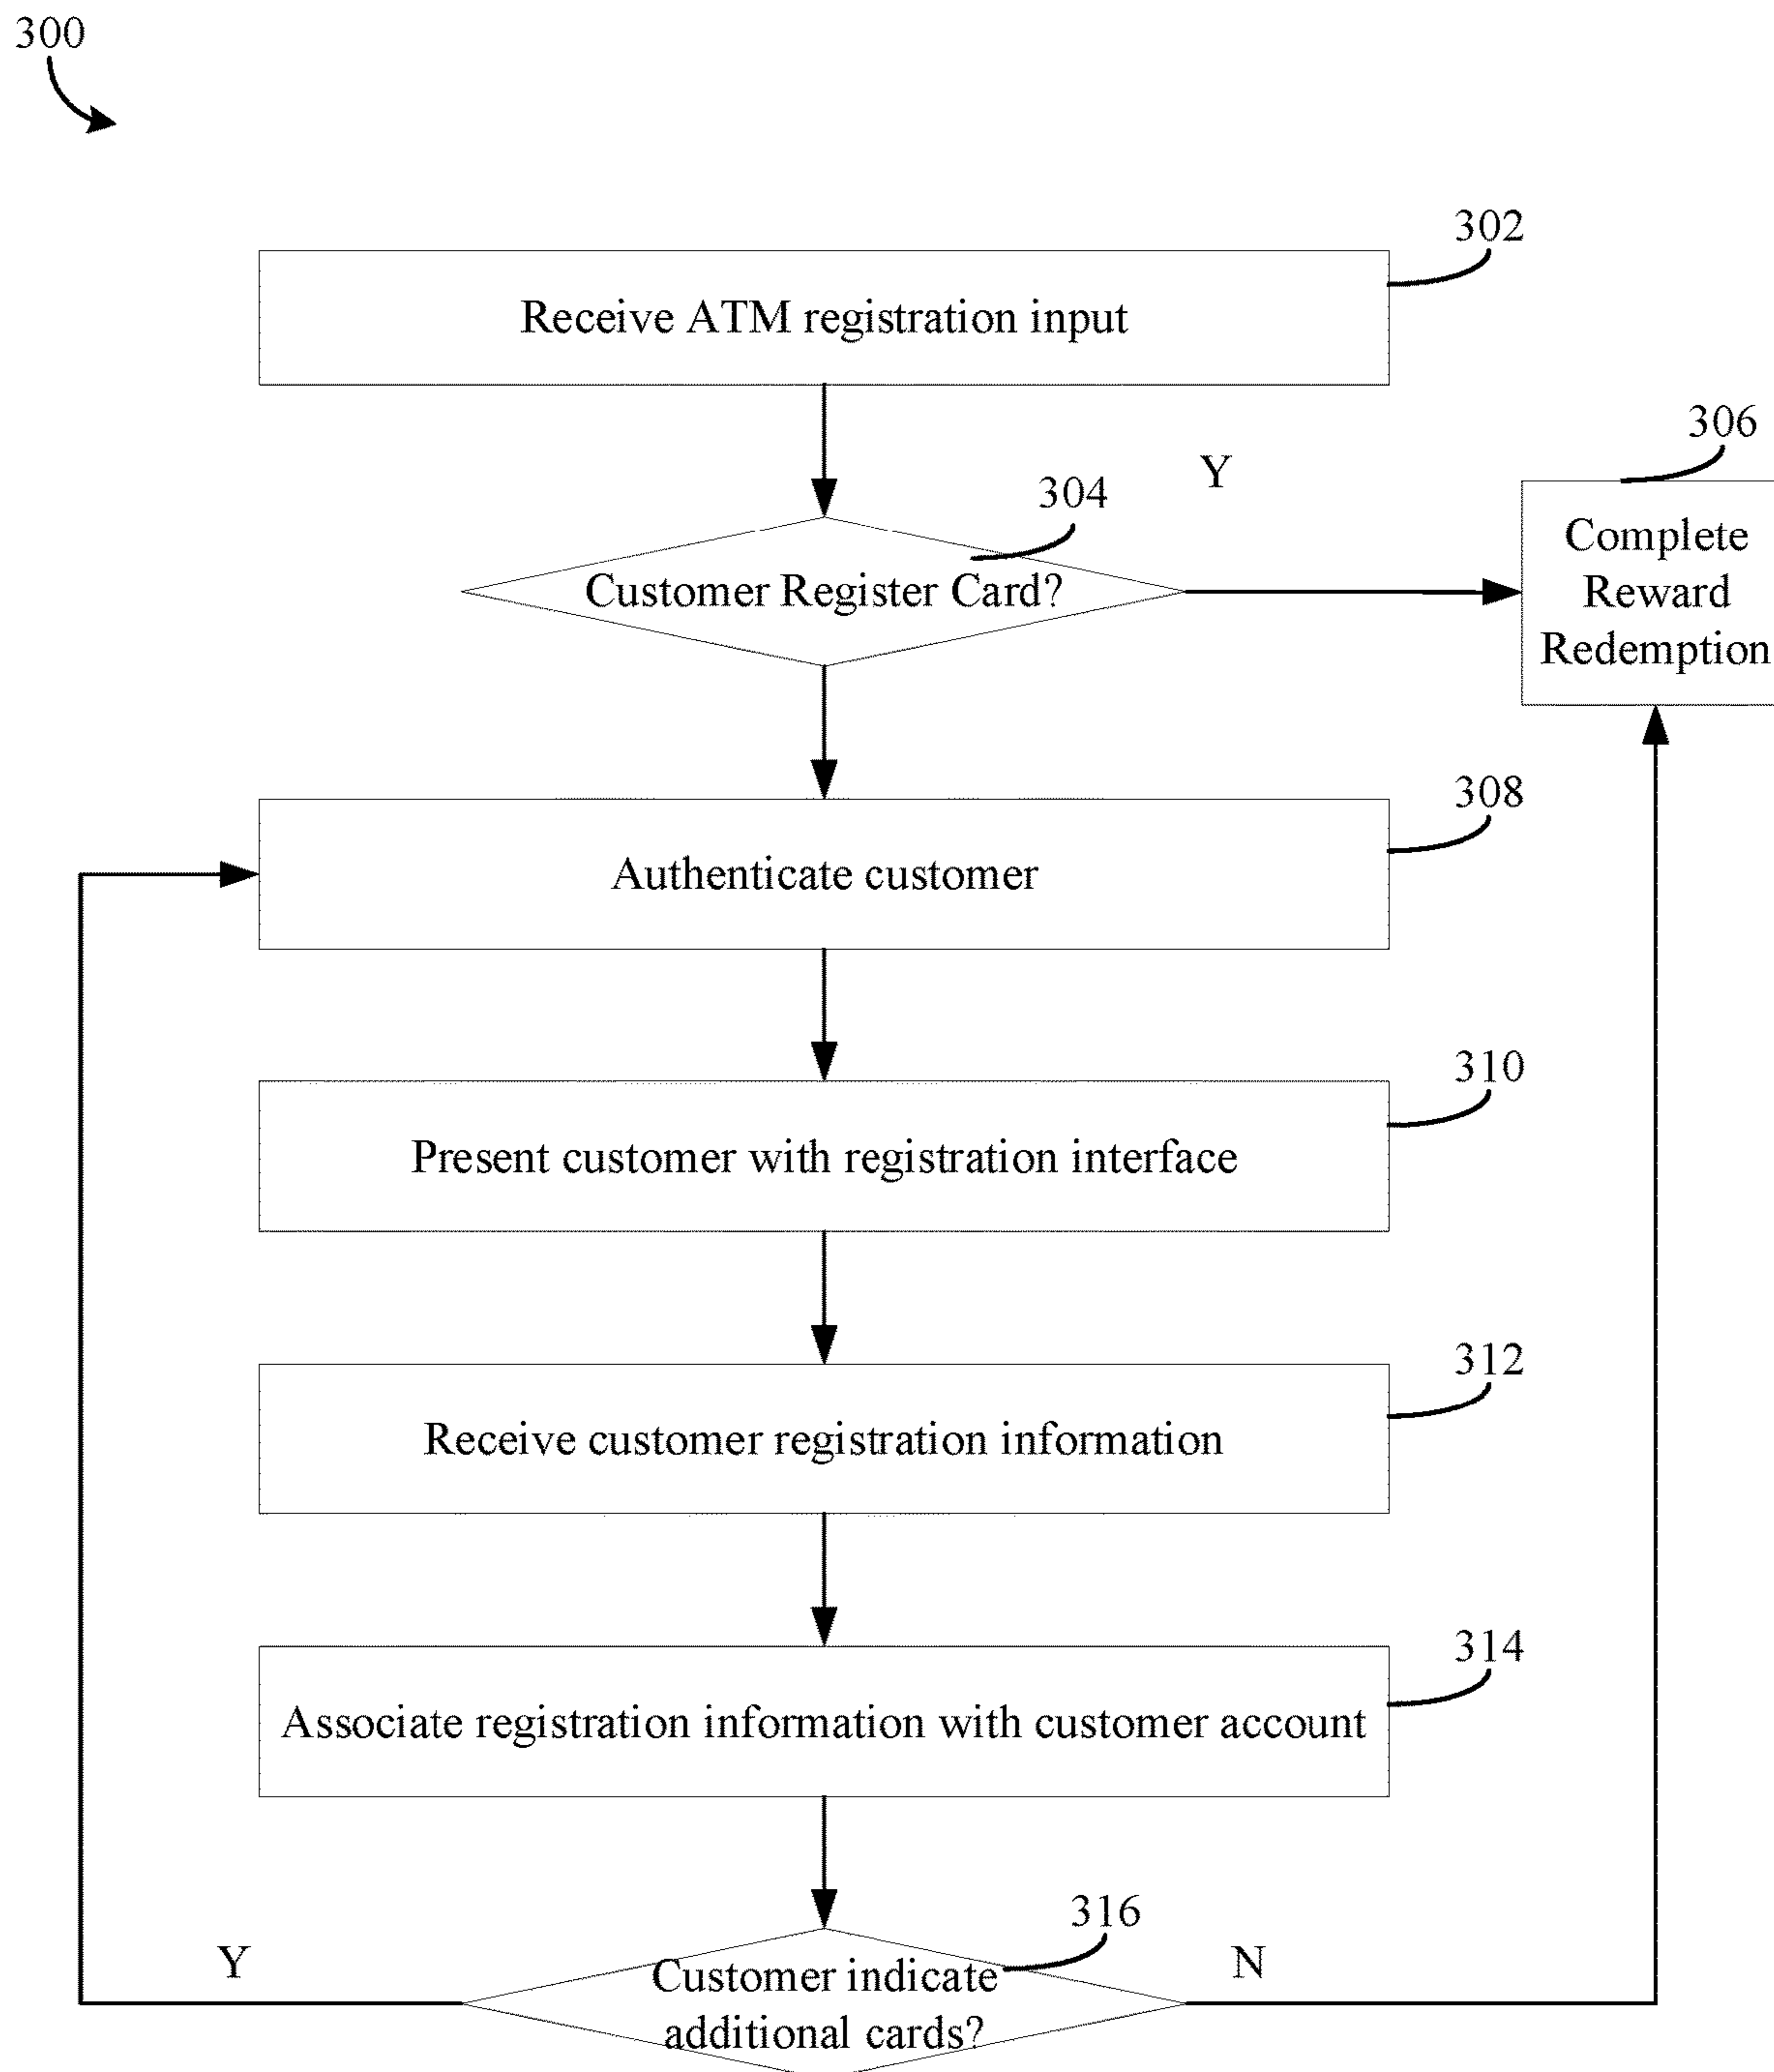 300
302
Receive ATM registration input
306
Y
304
Complete
Reward
Redemption
Customer Register Card?
308
Authenticate customer
310
Present customer with registration interface
312
Receive customer registration information
314
Associate registration information with customer account
316
Y
N
Customer indicate
additional cards?